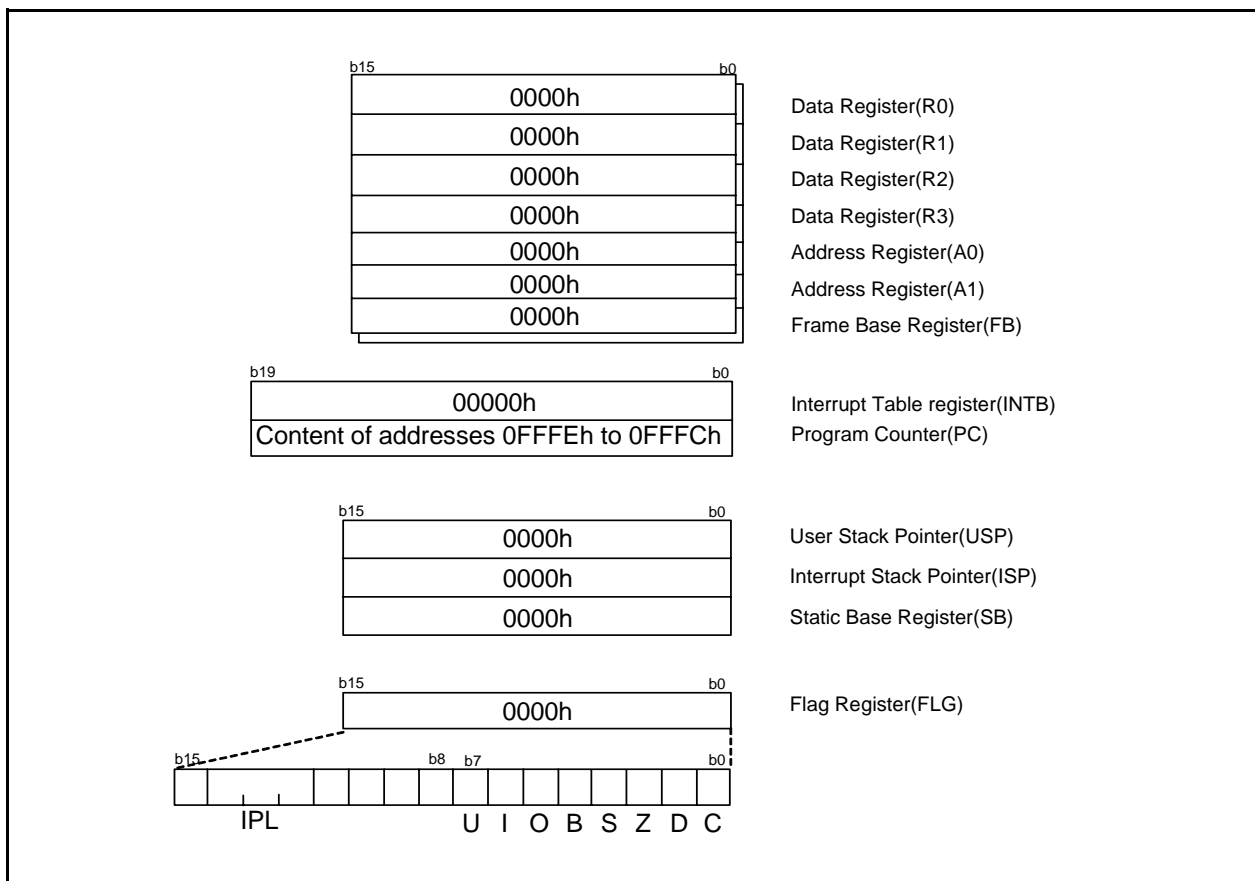 b15 b0
0000h Data Register(R0)
0000h Data Register(R1)
0000h Data Register(R2)
0000h Data Register(R3)
0000h Address Register(A0)
0000h Address Register(A1)
0000h Frame Base Register(FB)
b19 b0
00000h Interrupt Table register(INTB)
Content of addresses 0FFFEh to 0FFFCh Program Counter(PC)
b15 b0
0000h User Stack Pointer(USP)
0000h Interrupt Stack Pointer(ISP)
0000h Static Base Register(SB)
b15 b0
0000h Flag Register(FLG)
b15 b8 b7 b0
IPL U I O B S Z D C